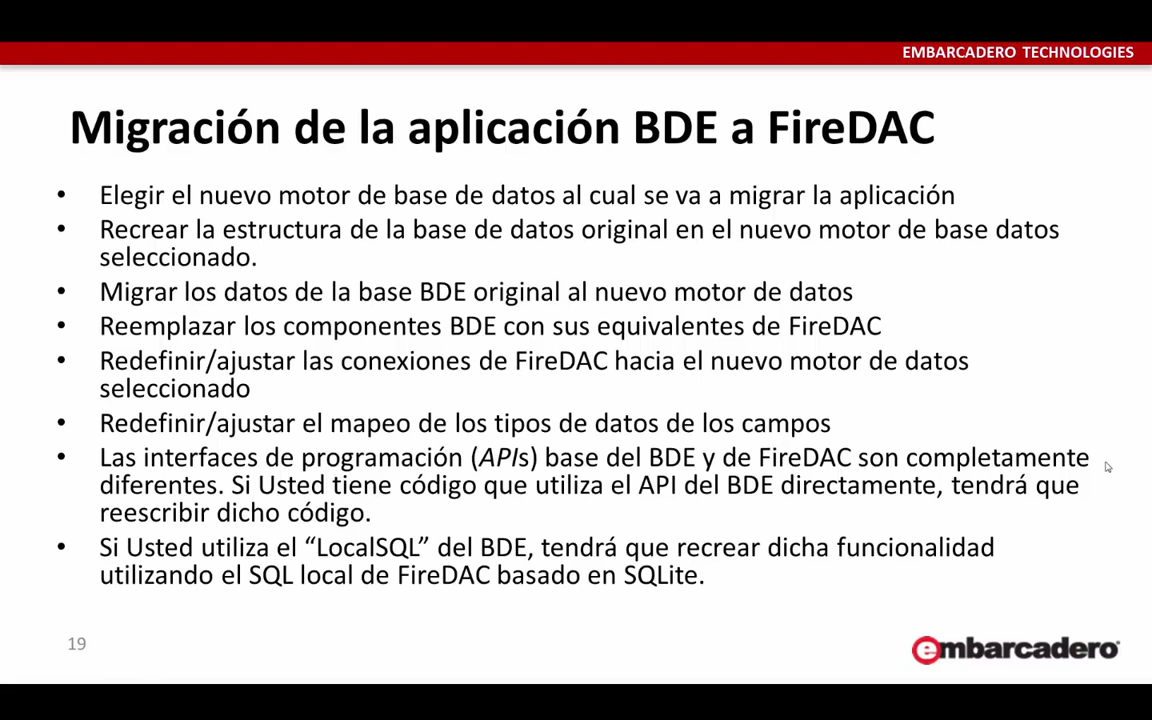 EMBARCADERO TECHNOLOGIES
Migración de la aplicación BDE a FireDAC
• Elegir el nuevo motor de base de datos al cual se va a migrar la aplicación
• Recrear la estructura de la base de datos original en el nuevo motor de base datos
seleccionado.
• Migrar los datos de la base BDE original al nuevo motor de datos
• Reemplazar los componentes BDE con sus equivalentes de FireDAC
• Redefinir/ajustar las conexiones de FireDAC hacia el nuevo motor de datos
seleccionado
• Redefinir/ajustar el mapeo de los tipos de datos de los campos
• Las interfaces de programación (APIs) base del BDE y de FireDAC son completamente
diferentes. Si Usted tiene código que utiliza el API del BDE directamente, tendrá que
reescribir dicho código.
• Si Usted utiliza el “LocalSQL” del BDE, tendrá que recrear dicha funcionalidad
utilizando el SQL local de FireDAC basado en SQLite.
19
embarcadero